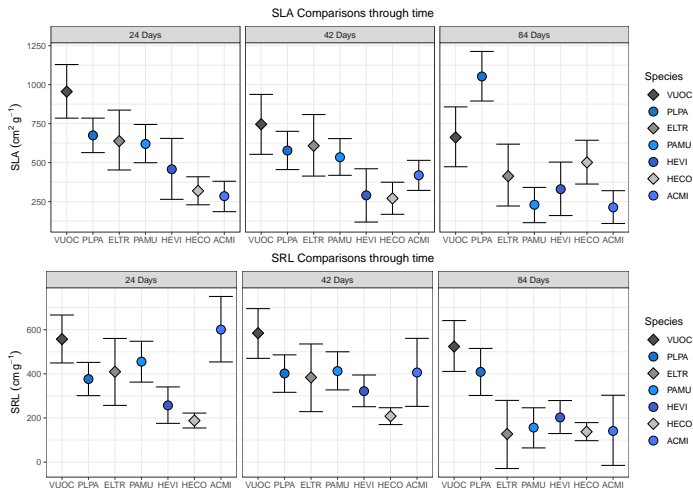 SLA Comparisons through time
24 Days 42 Days 84 Days
1250
1000
750
500
250
SLA (cm² g⁻¹)
VUOC PLPA ELTR PAMU HEVI HECO ACMI VUOC PLPA ELTR PAMU HEVI HECO ACMI VUOC PLPA ELTR PAMU HEVI HECO ACMI
Species
VUOC
PLPA
ELTR
PAMU
HEVI
HECO
ACMI
SRL Comparisons through time
24 Days 42 Days 84 Days
600
400
200
0
SRL (cm g⁻¹)
VUOC PLPA ELTR PAMU HEVI HECO ACMI VUOC PLPA ELTR PAMU HEVI HECO ACMI VUOC PLPA ELTR PAMU HEVI HECO ACMI
Species
VUOC
PLPA
ELTR
PAMU
HEVI
HECO
ACMI